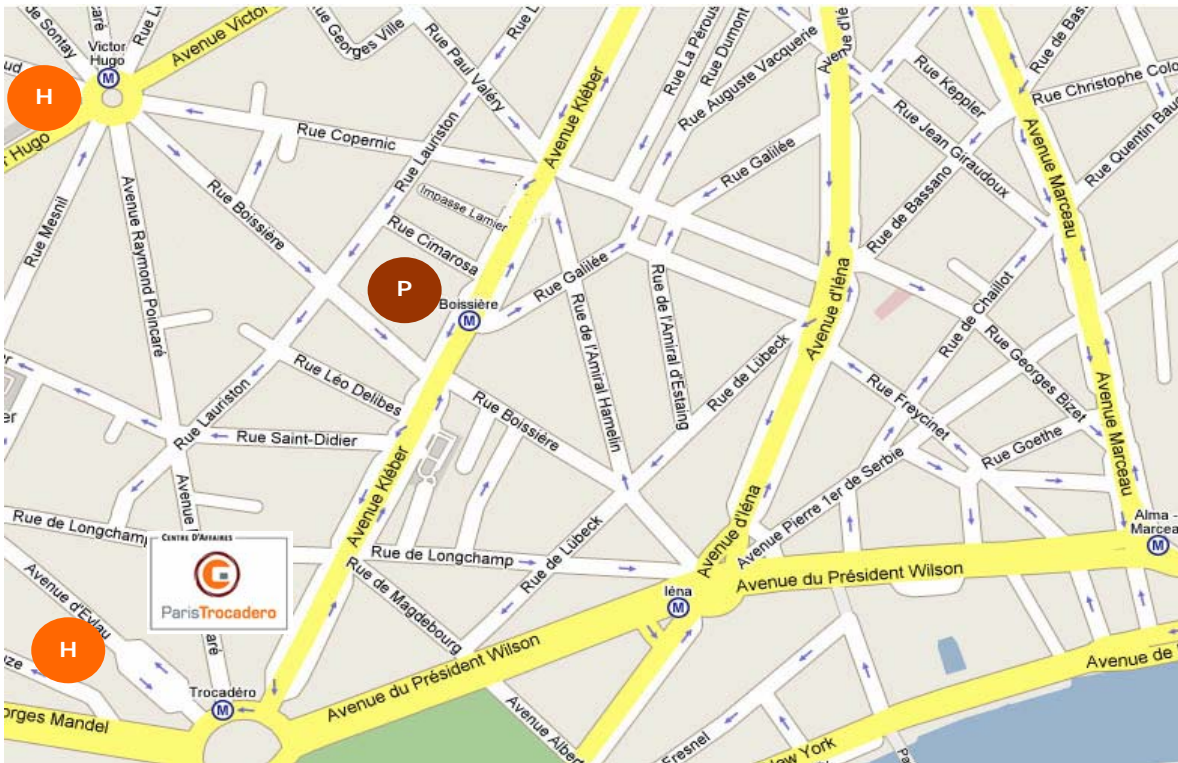 de Sontay
Victor
Hugo
H
Avenue Victor
r Hugo
Rue Georges Ville
Rue Paul Valéry
Rue La Pérous
Rue Dumont
Rue Auguste Vacquerie
Avenue d'Ié
Rue de Bass
Rue Keppler
Rue Christophe Colo
Rue Jean Giraudoux
Rue Quentin Bau
Avenue Kléber
Rue Copernic
Rue Lauriston
Impasse Lamier
Rue Cimarosa
Rue Galilée
Rue de Bassano
Avenue Marceau
Rue Mesnil
Avenue Raymond Poincaré
Rue Boissière
P
Boissière
Rue Galilée
Rue de l'Amiral Hamelin
Rue de l'Amiral d'Estaing
Avenue d'Iéna
Rue de Chaillot
Rue de Lübeck
Rue Georges Bizet
Rue Léo Delibes
Rue Lauriston
Rue Saint-Didier
Rue Boissière
Rue Freycinet
Rue Goethe
Avenue Marceau
Avenue Kléber
Avenue d'Iéna
Avenue Pierre 1er de Serbie
Alma -
Marceau
Rue de Longchamp
Rue de Longchamp
Rue de Lübeck
CENTRE D'AFFAIRES
ParisTrocadero
Rue de Magdebourg
Iéna
Avenue du Président Wilson
Avenue d'Eylau
H
Trocadéro
orges Mandel
Avenue du Président Wilson
Avenue Albert
Fresnel
New York
Avenue de